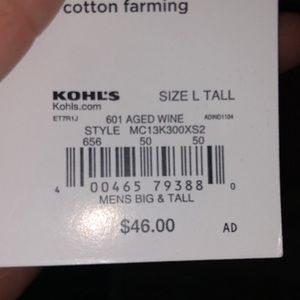 cotton farming
KOHL'S SIZE L TALL
Kohls.com
ET7R1J 601 AGED WINE ADIND1104
STYLE MC13K300XS2
656 50 50
4 00465 79388 0
MENS BIG & TALL
$46.00 AD